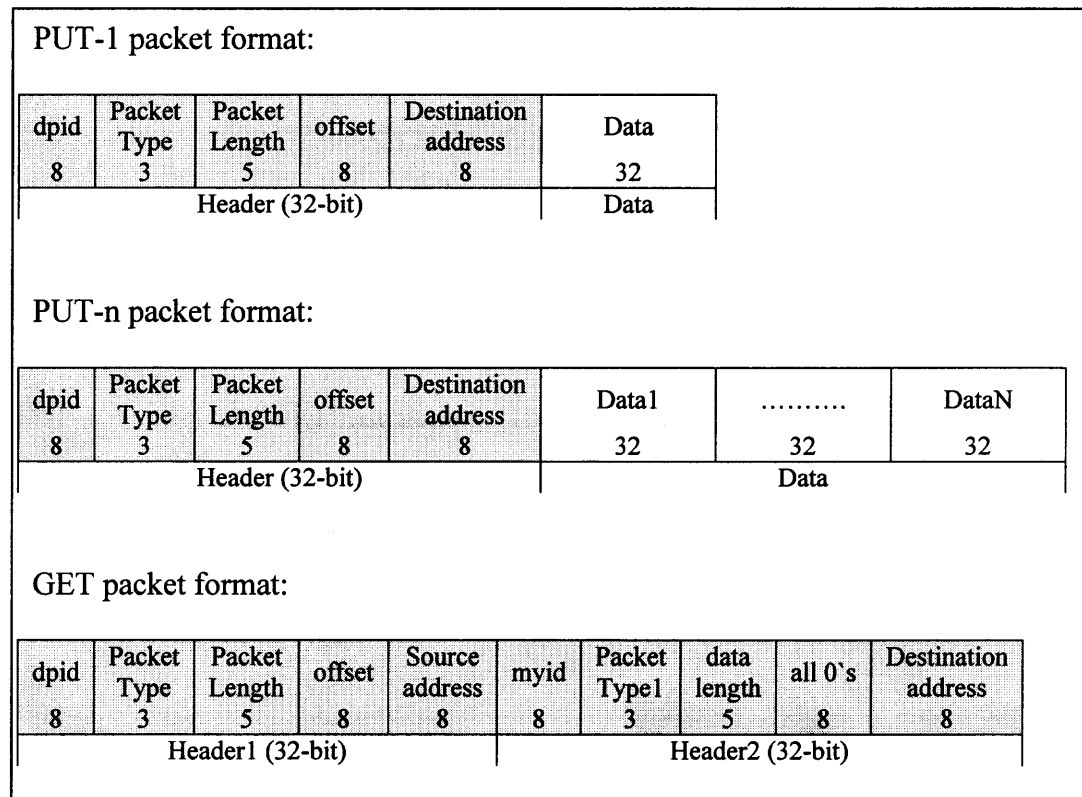 PUT-1 packet format:
dpid Packet Type Packet Length offset Destination address Data
8 3 5 8 8 32
Header (32-bit) Data
PUT-n packet format:
dpid Packet Type Packet Length offset Destination address Data1 .......... DataN
8 3 5 8 8 32 32 32
Header (32-bit) Data
GET packet format:
dpid Packet Type Packet Length offset Source address myid Packet Type1 data length all 0`s Destination address
8 3 5 8 8 8 3 5 8 8
Header1 (32-bit) Header2 (32-bit)